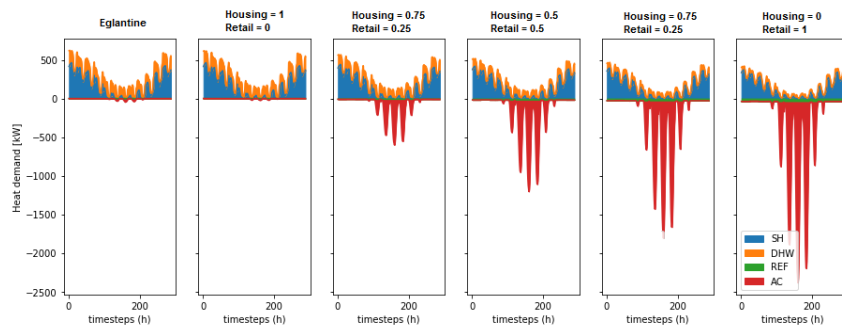 Eglantine
Housing = 1
Retail = 0
Housing = 0.75
Retail = 0.25
Housing = 0.5
Retail = 0.5
Housing = 0.75
Retail = 0.25
Housing = 0
Retail = 1
Heat demand [kW]
500
0
−500
−1000
−1500
−2000
−2500
SH
DHW
REF
AC
0 200
0 200
0 200
0 200
0 200
0 200
timesteps (h)
timesteps (h)
timesteps (h)
timesteps (h)
timesteps (h)
timesteps (h)